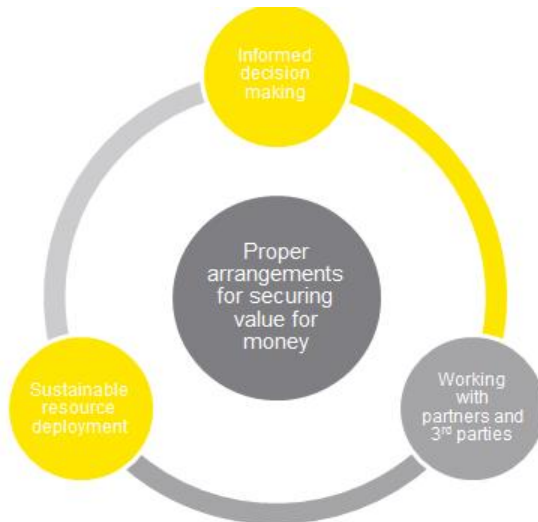 Informed
decision
making
Proper
arrangements
for securing
value for
money
Sustainable
resource
deployment
Working
with
partners and
3rd parties